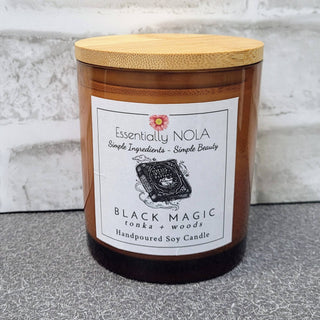 Essentially NOLA
Simple Ingredients - Simple Beauty
BLACK MAGIC
tonka + woods
Handpoured Soy Candle